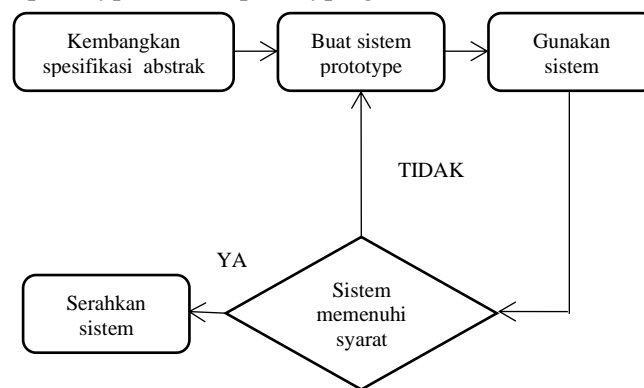 Kembangkan
spesifikasi abstrak
Buat sistem
prototype
Gunakan
sistem
TIDAK
YA
Serahkan
sistem
Sistem
memenuhi
syarat